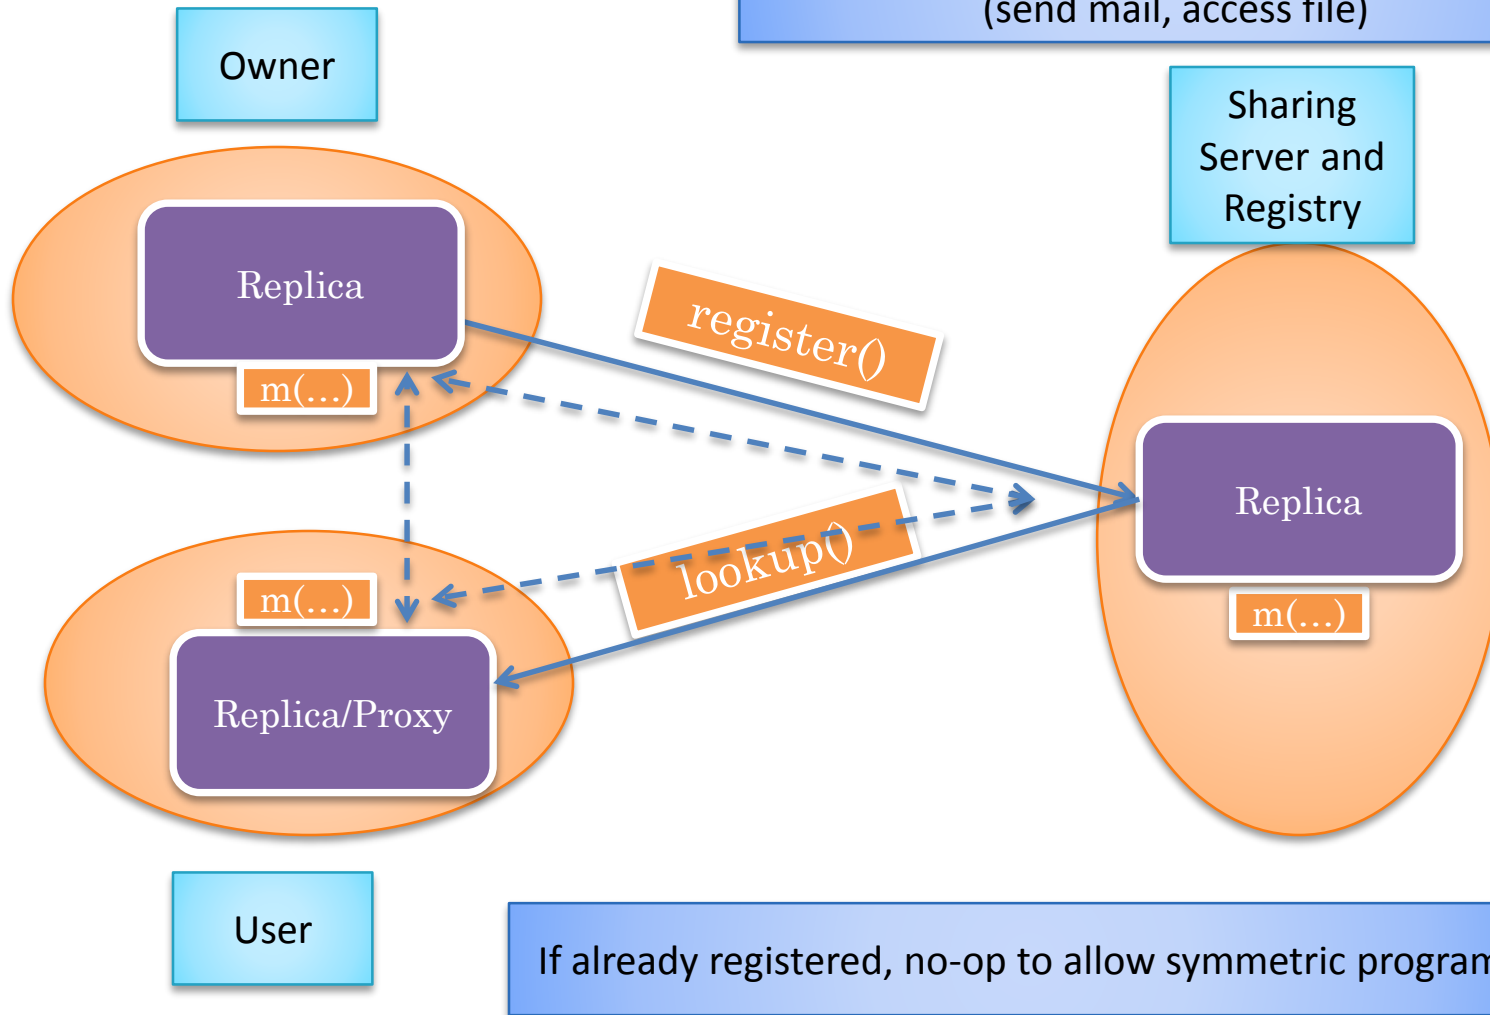 (send mail, access file)
Owner
Sharing
Server and
Registry
Replica
register()
m(...)
Replica
lookup()
m(...)
m(...)
Replica/Proxy
User
If already registered, no-op to allow symmetric program